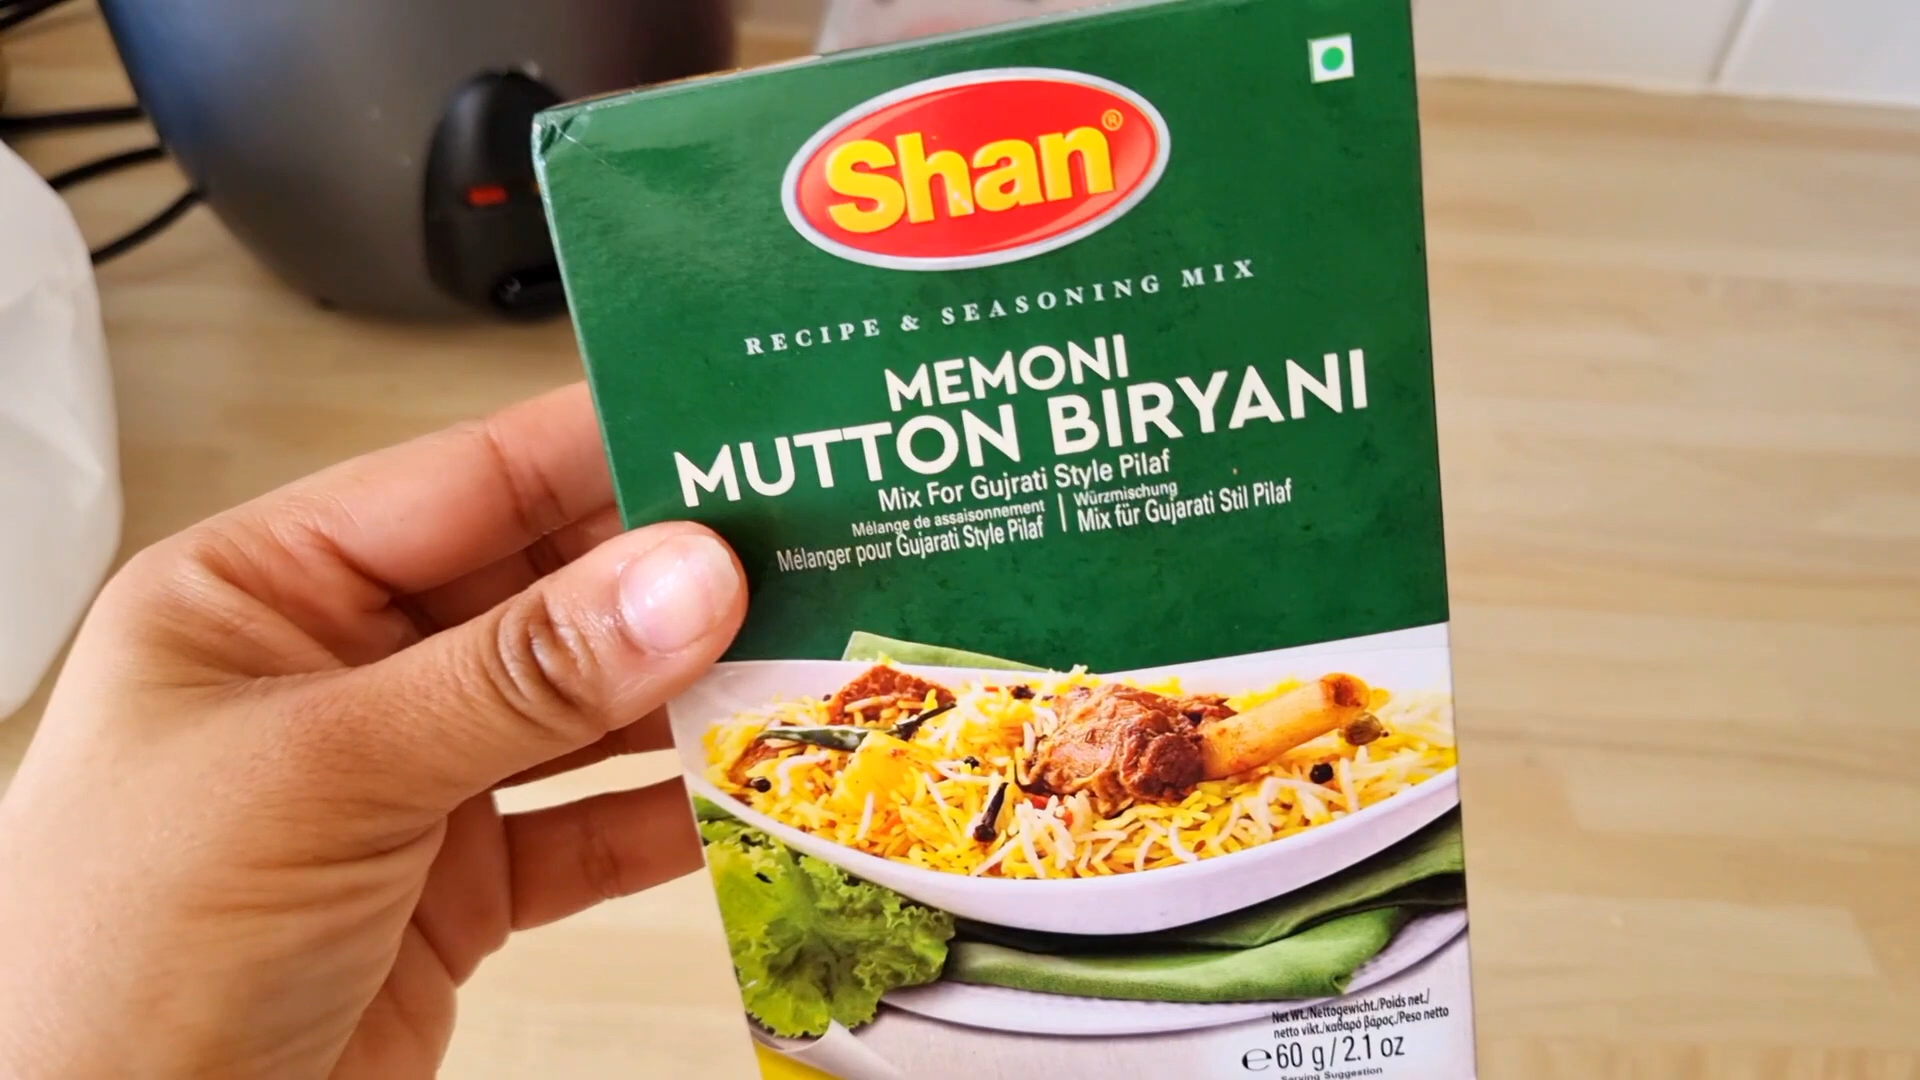 Shan®
RECIPE & SEASONING MIX
MEMONI
MUTTON BIRYANI
Mix For Gujrati Style Pilaf
Mélange de assaisonnement
Mélanger pour Gujarati Style Pilaf
Würzmischung
Mix für Gujarati Stil Pilaf
Net Wt./Nettogewicht./Poids net./
netto vikt./καθαρό βάρος./Peso netto
℮60 g/2.1 oz
Serving Suggestion